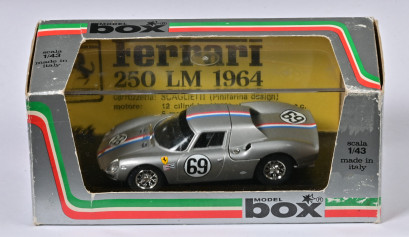 MODEL
box
scala
1/43
made in
italy
Ferrari
250 LM 1964
carrozzeria: SCAGLIETTI (Pininfarina design)
motore: 12 cilindri
69
69
scala
1/43
made in
italy
MODEL
box